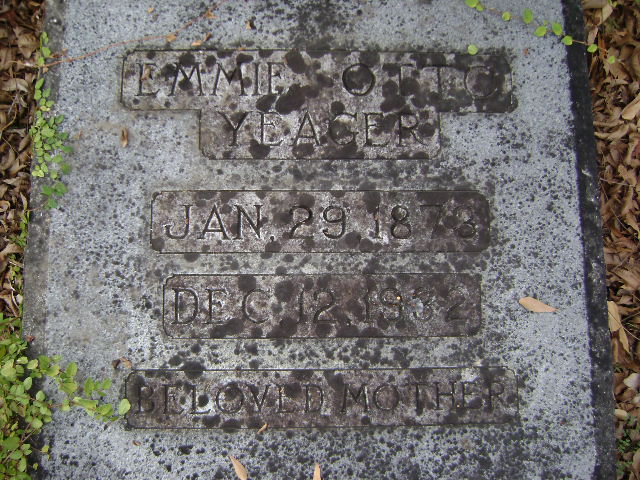 EMMIE OTTO
YEAGER
JAN. 29, 1873
DEC. 12, 1932
BELOVED MOTHER